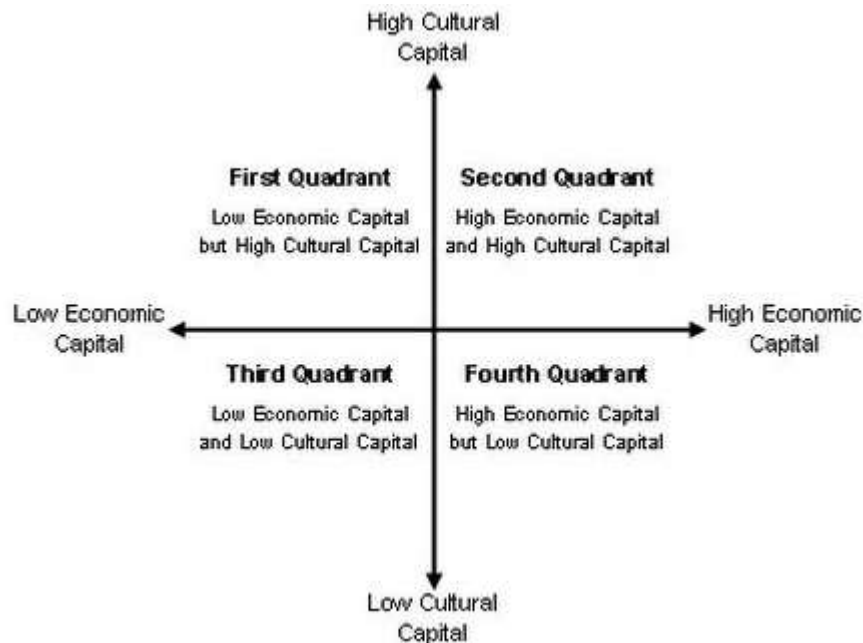 High Cultural
Capital
First Quadrant
Low Economic Capital
but High Cultural Capital
Second Quadrant
High Economic Capital
and High Cultural Capital
Low Economic
Capital
High Economic
Capital
Third Quadrant
Low Economic Capital
and Low Cultural Capital
Fourth Quadrant
High Economic Capital
but Low Cultural Capital
Low Cultural
Capital